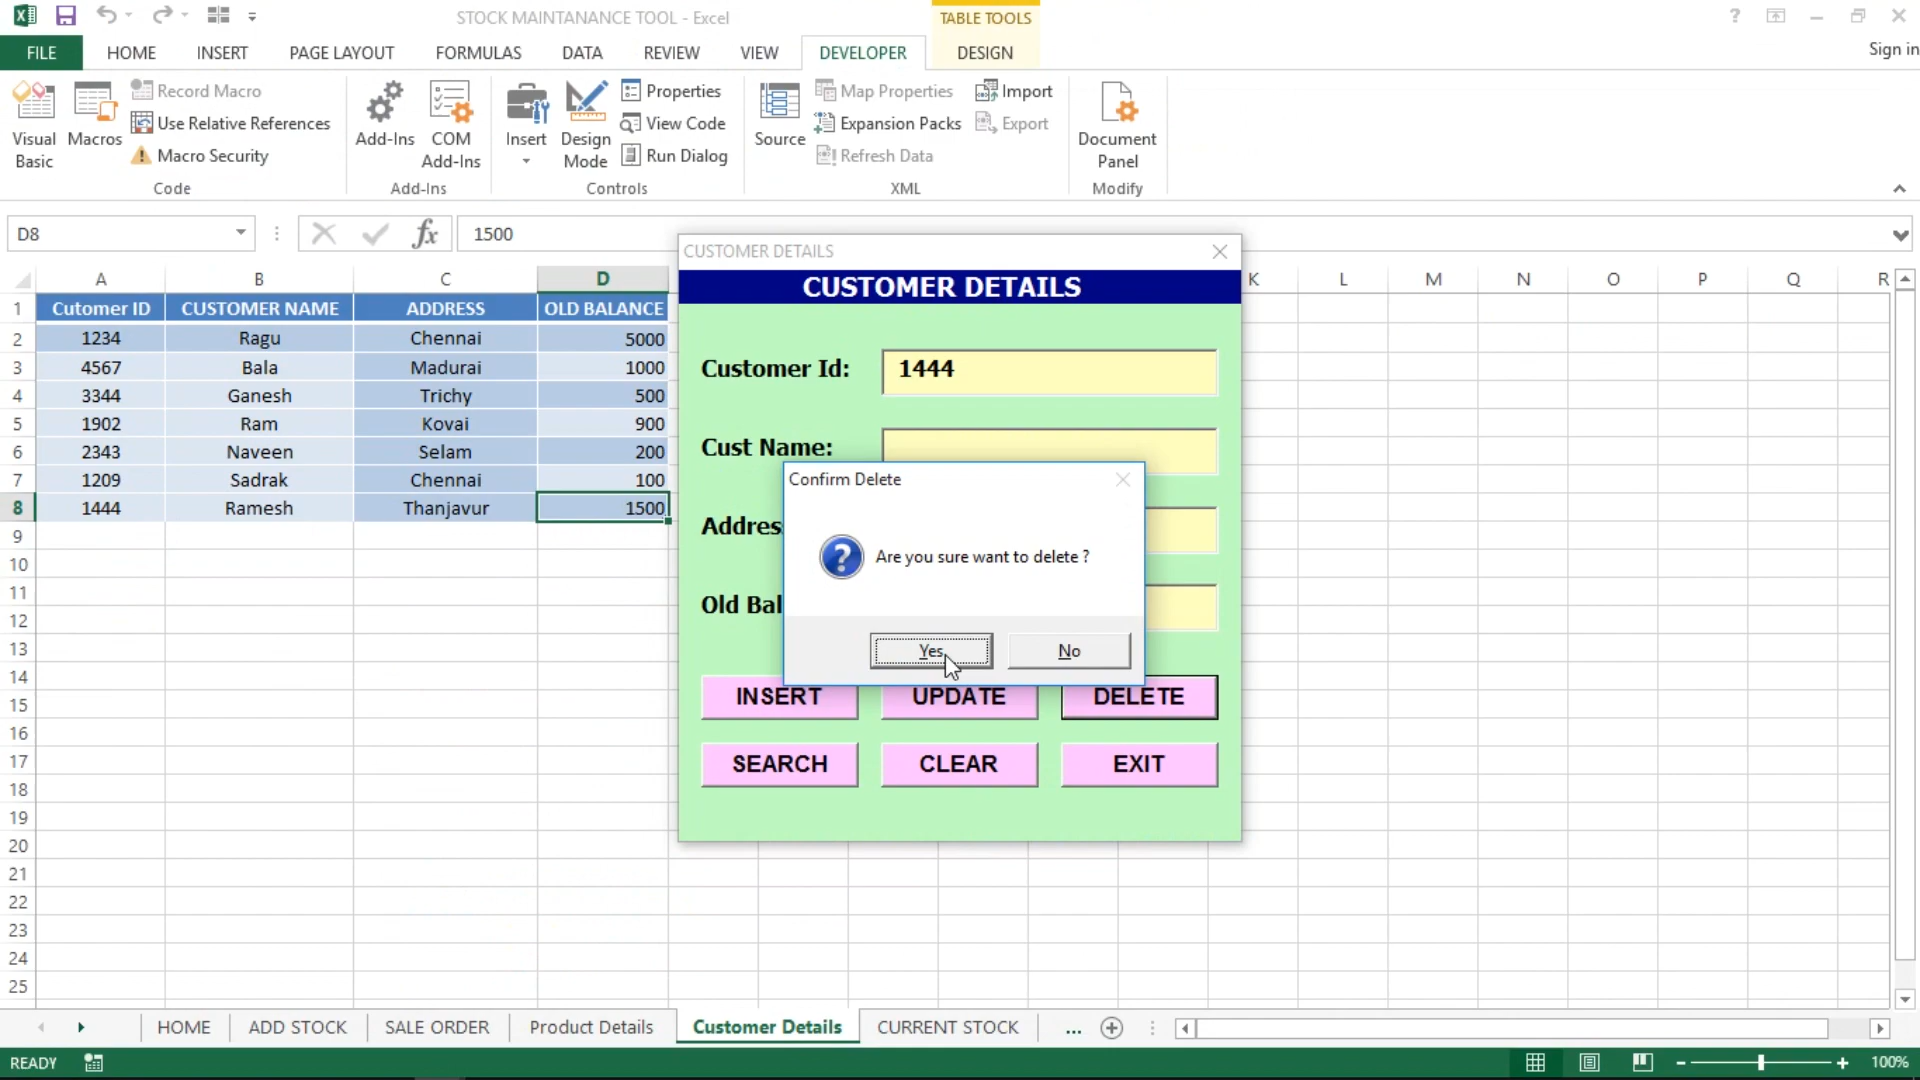 STOCK MAINTANANCE TOOL - Excel
TABLE TOOLS
?
FILE HOME INSERT PAGE LAYOUT FORMULAS DATA REVIEW VIEW DEVELOPER DESIGN Sign in
Visual Basic
Macros
Record Macro
Use Relative References
Macro Security
Code
Add-Ins
COM Add-Ins
Add-Ins
Insert
Design Mode
Properties
View Code
Run Dialog
Controls
Source
Map Properties
Expansion Packs
Refresh Data
Import
Export
XML
Document Panel
Modify
D8 fx 1500
A B C D K L M N O P Q R
1 Cutomer ID CUSTOMER NAME ADDRESS OLD BALANCE
2 1234 Ragu Chennai 5000
3 4567 Bala Madurai 1000
4 3344 Ganesh Trichy 500
5 1902 Ram Kovai 900
6 2343 Naveen Selam 200
7 1209 Sadrak Chennai 100
8 1444 Ramesh Thanjavur 1500
9
10
11
12
13
14
15
16
17
18
19
20
21
22
23
24
25
CUSTOMER DETAILS
CUSTOMER DETAILS
Customer Id: 1444
Cust Name:
Addres
Old Bal
Confirm Delete
Are you sure want to delete ?
Yes No
INSERT UPDATE DELETE
SEARCH CLEAR EXIT
HOME ADD STOCK SALE ORDER Product Details Customer Details CURRENT STOCK ...
READY 100%